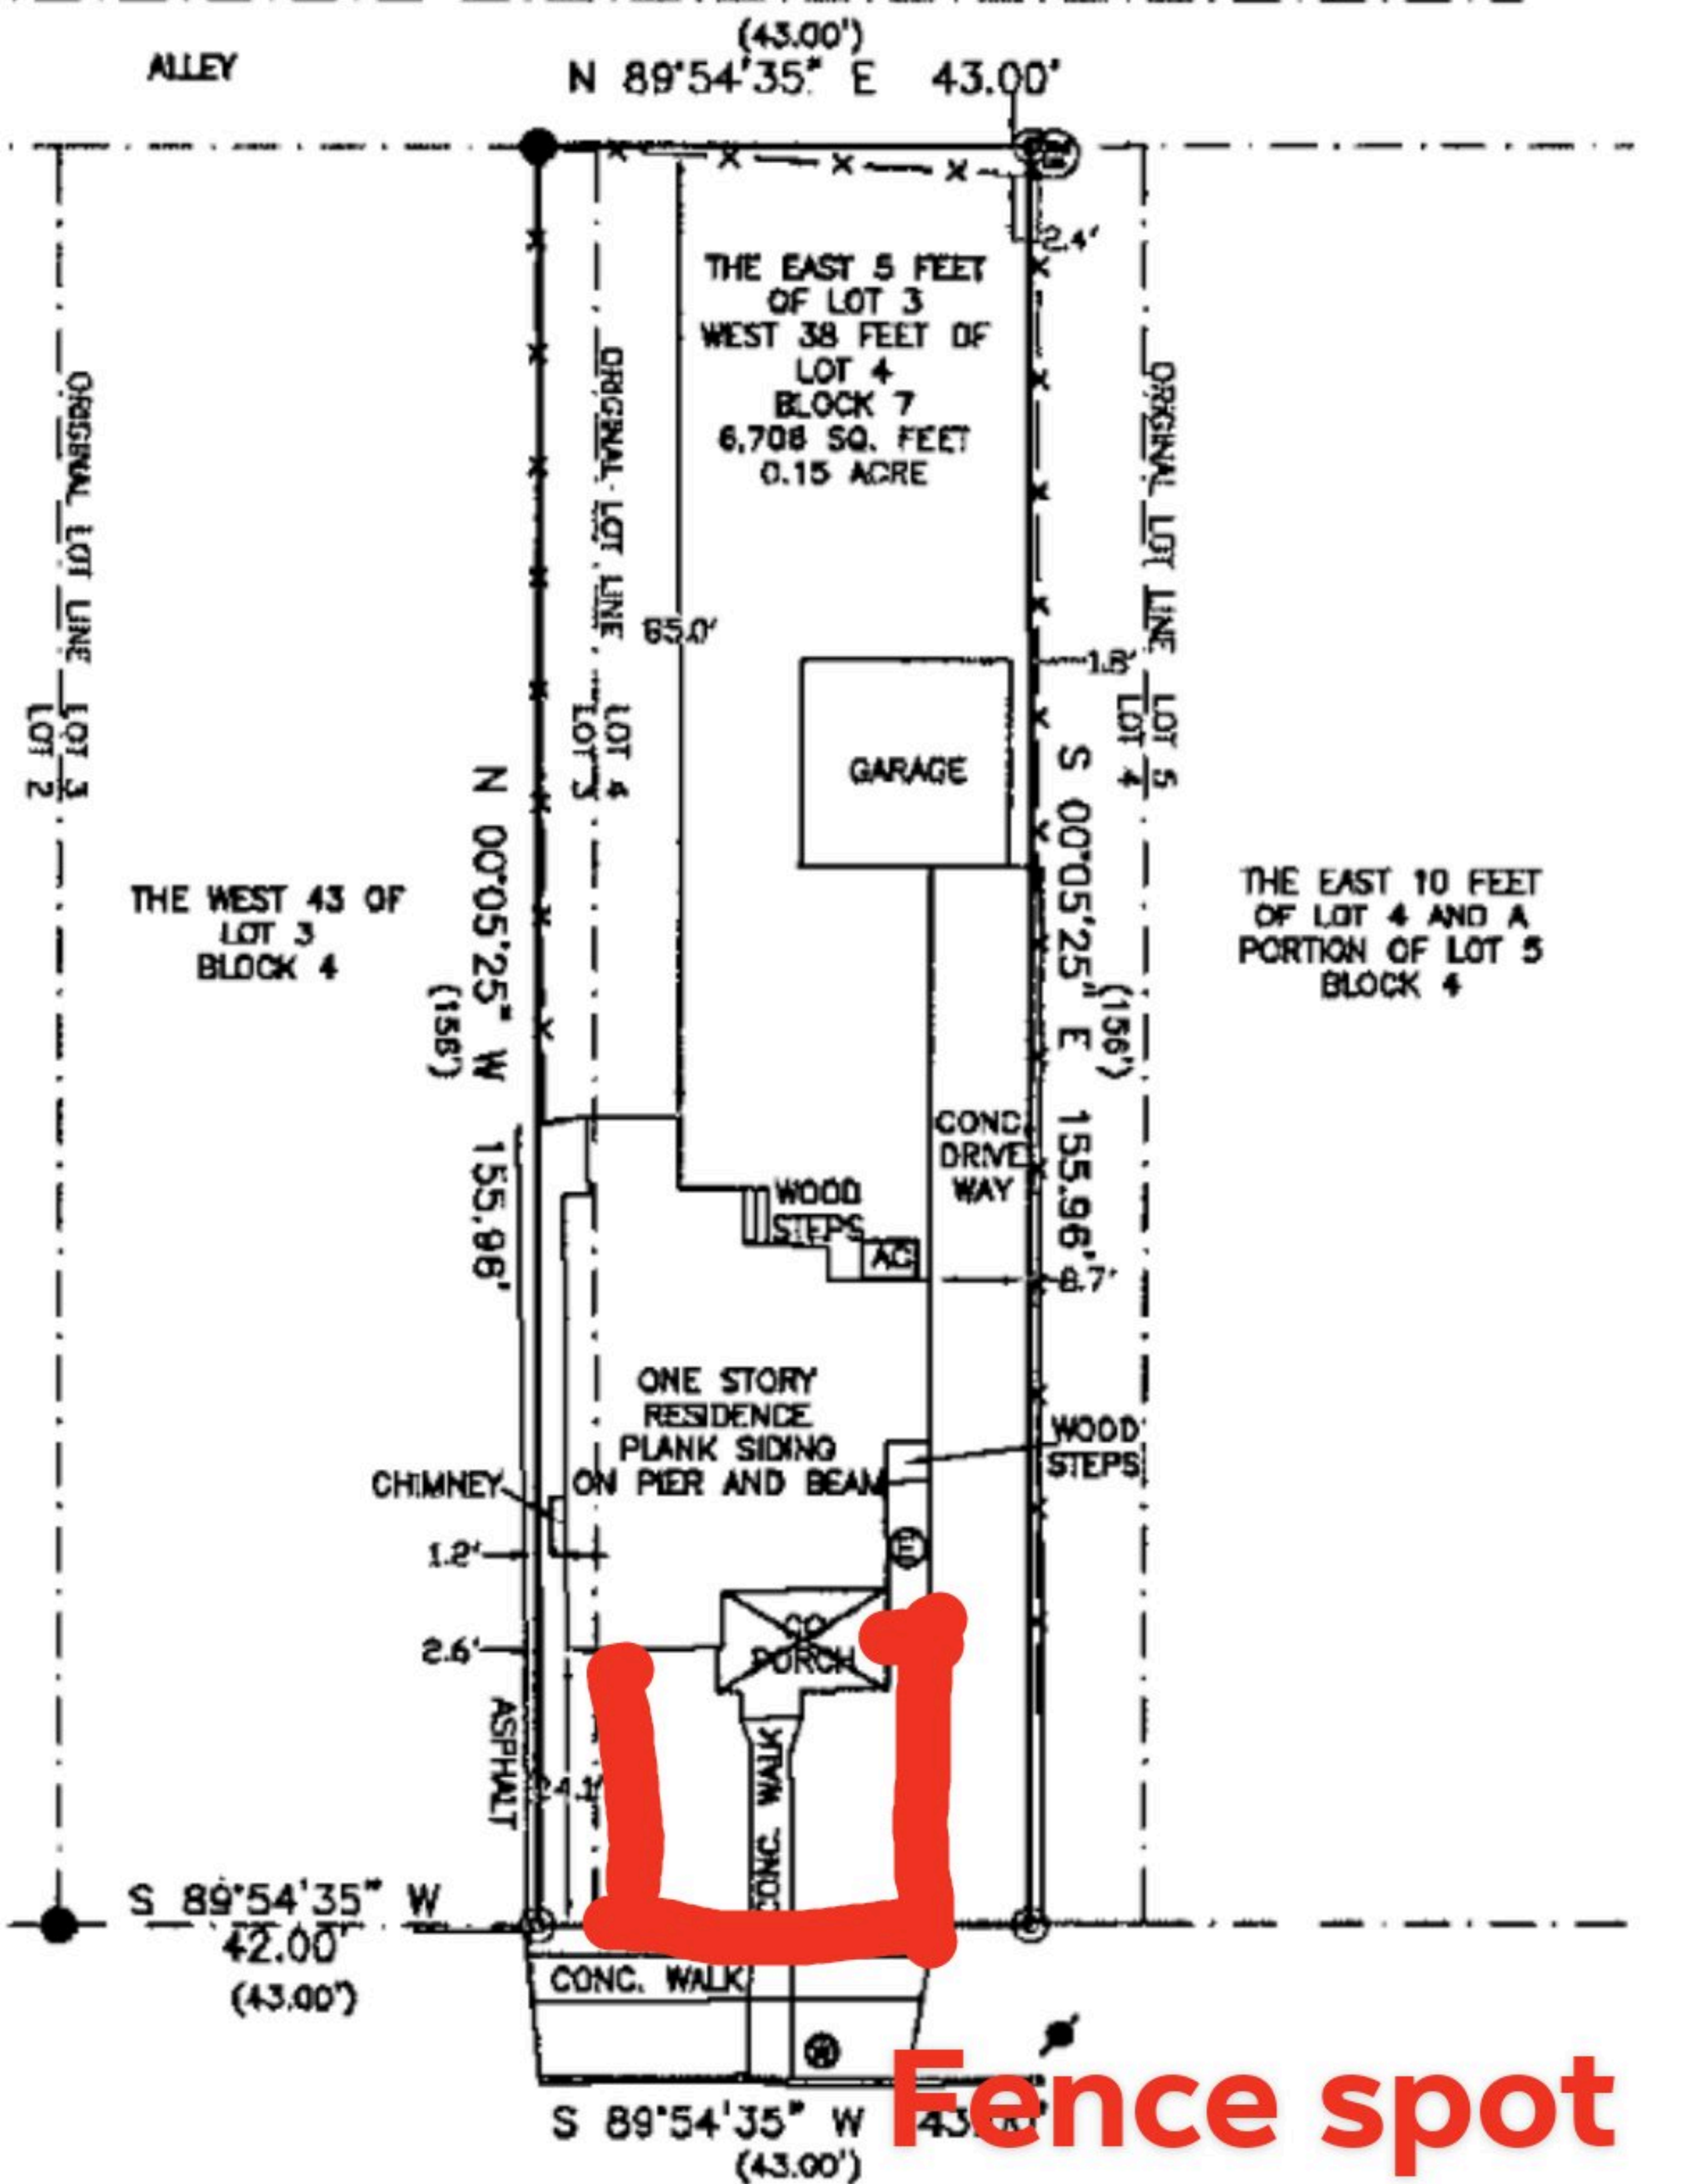 (43.00')
ALLEY
N 89°54'35" E 43.00'
2.4'
THE EAST 5 FEET
OF LOT 3
WEST 38 FEET OF
LOT 4
BLOCK 7
6,708 SQ. FEET
0.15 ACRE
ORIGINAL LOT LINE
LOT 3
LOT 2
ORIGINAL LOT LINE
LOT 4
LOT 3
ORIGINAL LOT LINE
LOT 5
LOT 4
65.0'
1.8'
GARAGE
N 00°05'25" W 155.96'
(156')
S 00°05'25" E 155.96'
(156')
THE WEST 43 OF
LOT 3
BLOCK 4
THE EAST 10 FEET
OF LOT 4 AND A
PORTION OF LOT 5
BLOCK 4
CONC.
DRIVE
WAY
WOOD
STEPS
AC
ONE STORY
RESIDENCE
PLANK SIDING
ON PIER AND BEAM
WOOD
STEPS
CHIMNEY
1.2'
E
2.6'
PORCH
ASPHALT
CONC. WALK
S 89°54'35" W
42.00'
(43.00')
CONC. WALK
W
Fence spot
S 89°54'35" W
(43.00')